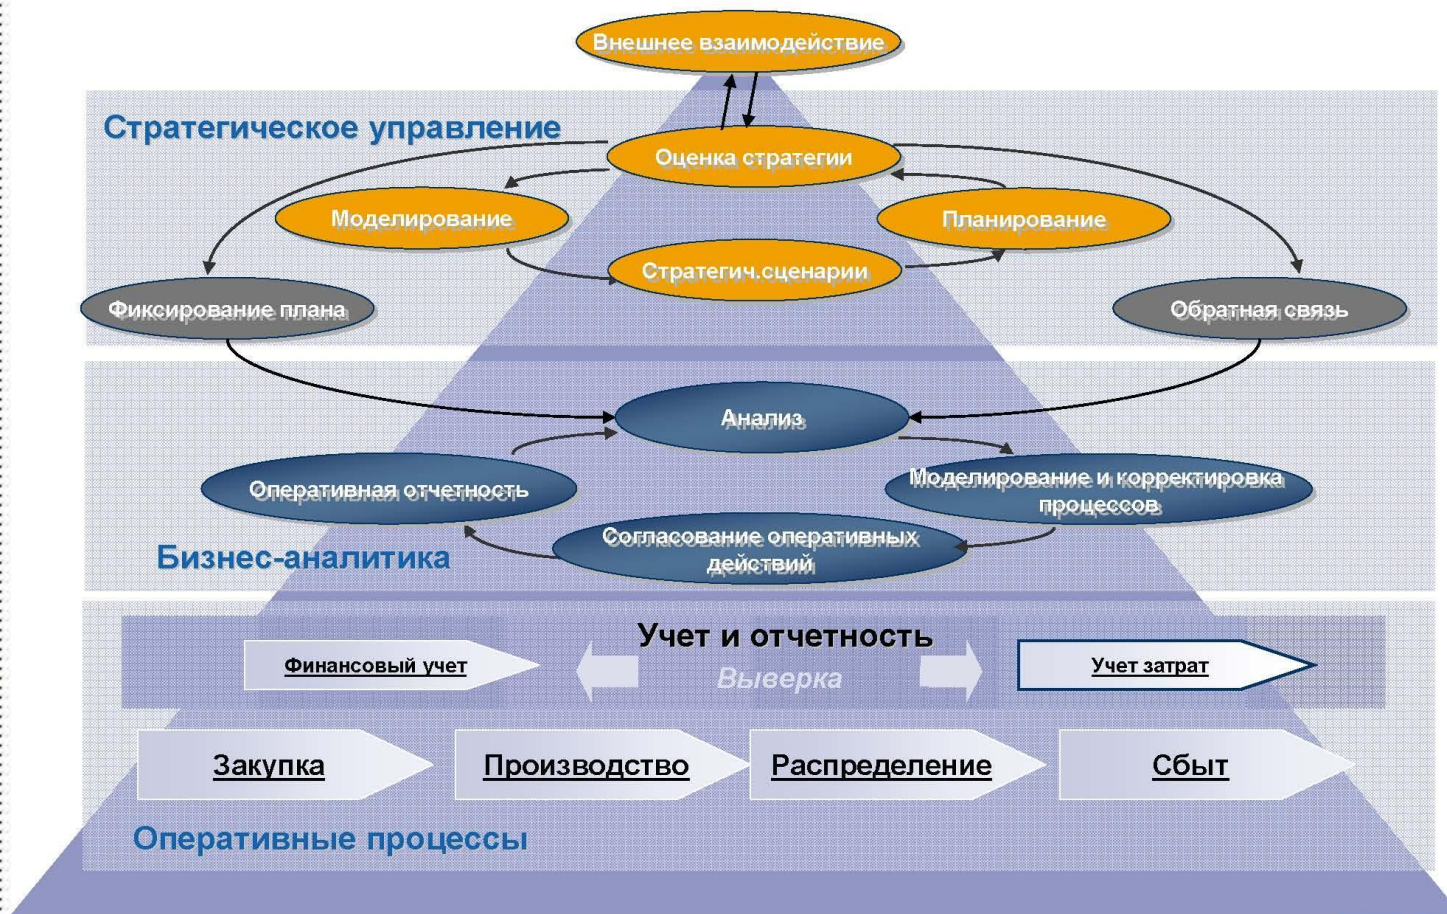 Внешнее взаимодействие
Стратегическое управление
Оценка стратегии
Моделирование
Планирование
Стратегич.сценарии
Фиксирование плана
Обратная связь
Анализ
Оперативная отчетность
Моделирование и корректировка
процессов
Согласование оперативных
действий
Бизнес-аналитика
Учет и отчетность
Финансовый учет
Выверка
Учет затрат
Закупка
Производство
Распределение
Сбыт
Оперативные процессы